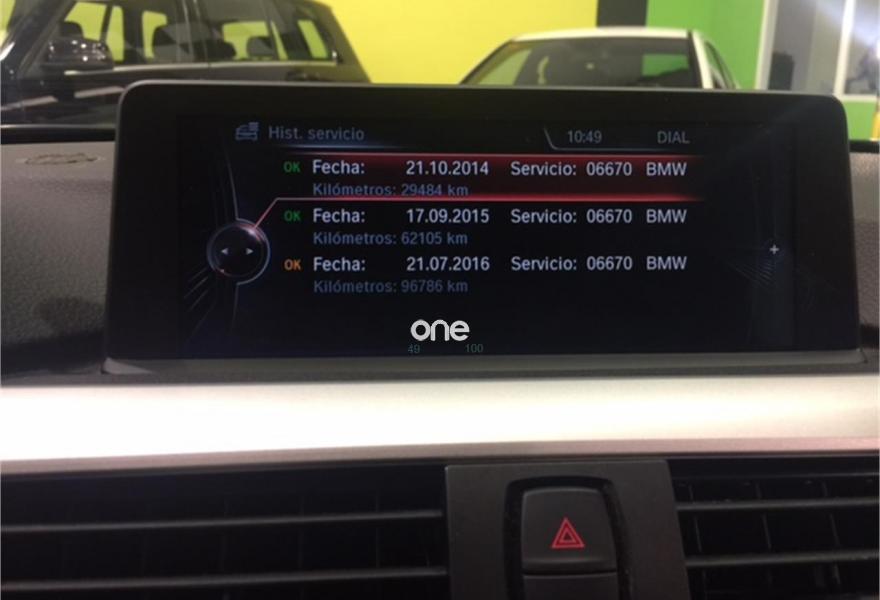 Hist. servicio 10:49 DIAL
OK Fecha: 21.10.2014 Servicio: 06670 BMW
Kilómetros: 29484 km
OK Fecha: 17.09.2015 Servicio: 06670 BMW
Kilómetros: 62105 km
OK Fecha: 21.07.2016 Servicio: 06670 BMW
Kilómetros: 96786 km
one
49 100